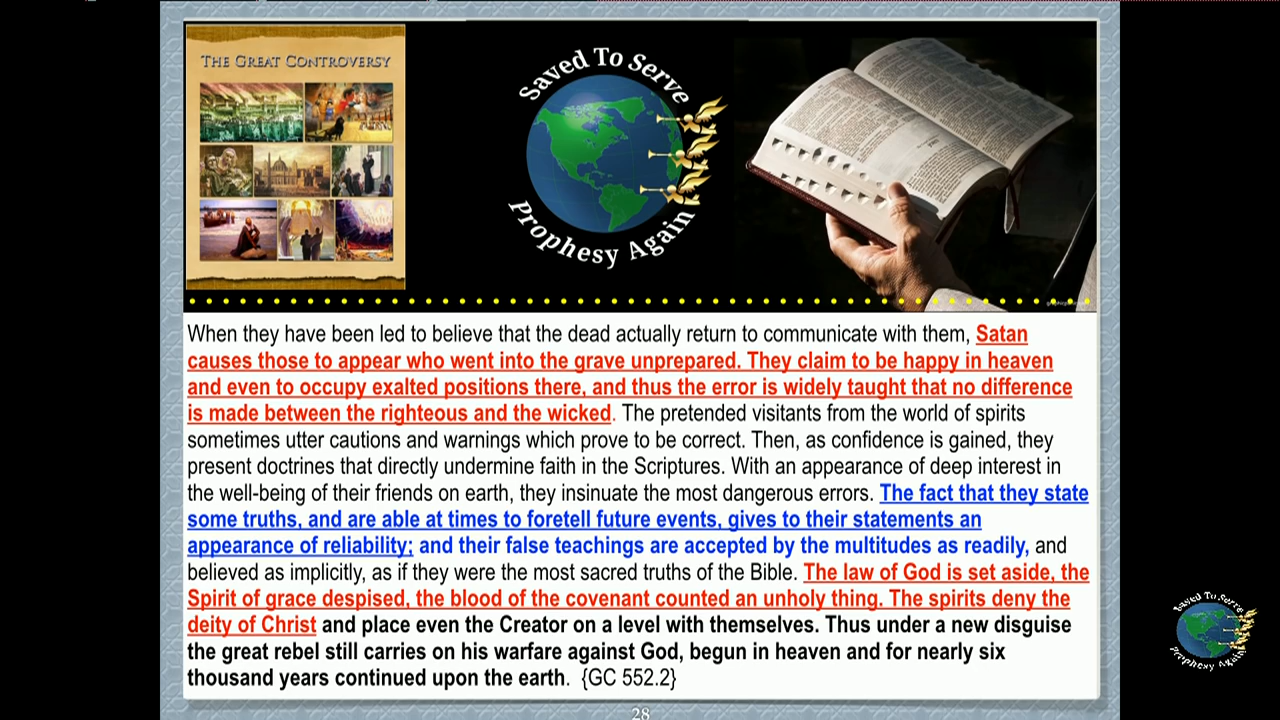 THE GREAT CONTROVERSY
Saved To Serve
Prophesy Again
When they have been led to believe that the dead actually return to communicate with them, Satan
causes those to appear who went into the grave unprepared. They claim to be happy in heaven
and even to occupy exalted positions there, and thus the error is widely taught that no difference
is made between the righteous and the wicked. The pretended visitants from the world of spirits
sometimes utter cautions and warnings which prove to be correct. Then, as confidence is gained, they
present doctrines that directly undermine faith in the Scriptures. With an appearance of deep interest in
the well-being of their friends on earth, they insinuate the most dangerous errors. The fact that they state
some truths, and are able at times to foretell future events, gives to their statements an
appearance of reliability; and their false teachings are accepted by the multitudes as readily, and
believed as implicitly, as if they were the most sacred truths of the Bible. The law of God is set aside, the
Spirit of grace despised, the blood of the covenant counted an unholy thing. The spirits deny the
deity of Christ and place even the Creator on a level with themselves. Thus under a new disguise
the great rebel still carries on his warfare against God, begun in heaven and for nearly six
thousand years continued upon the earth. {GC 552.2}
28
Saved To Serve
Prophesy Again